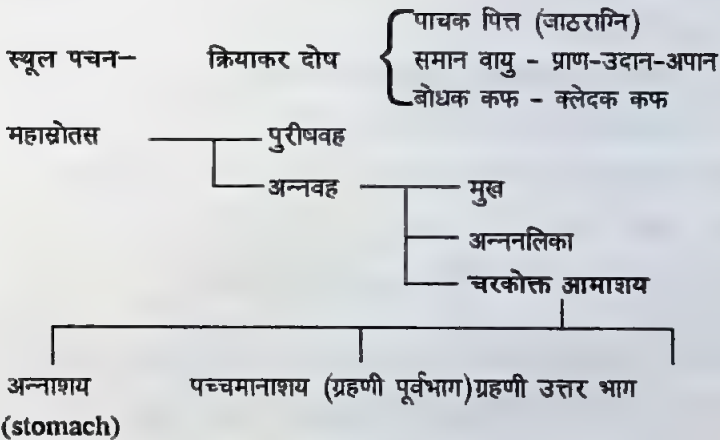 पाचक पित्त (जाठराग्नि)
स्थूल पचन– क्रियाकर दोष समान वायु - प्राण-उदान-अपान
बोधक कफ - क्लेदक कफ
महास्रोतस पुरीषवह
अन्नवह मुख
अन्ननलिका
चरकोक्त आमाशय
अन्नाशय पच्चमानाशय (ग्रहणी पूर्वभाग) ग्रहणी उत्तर भाग
(stomach)